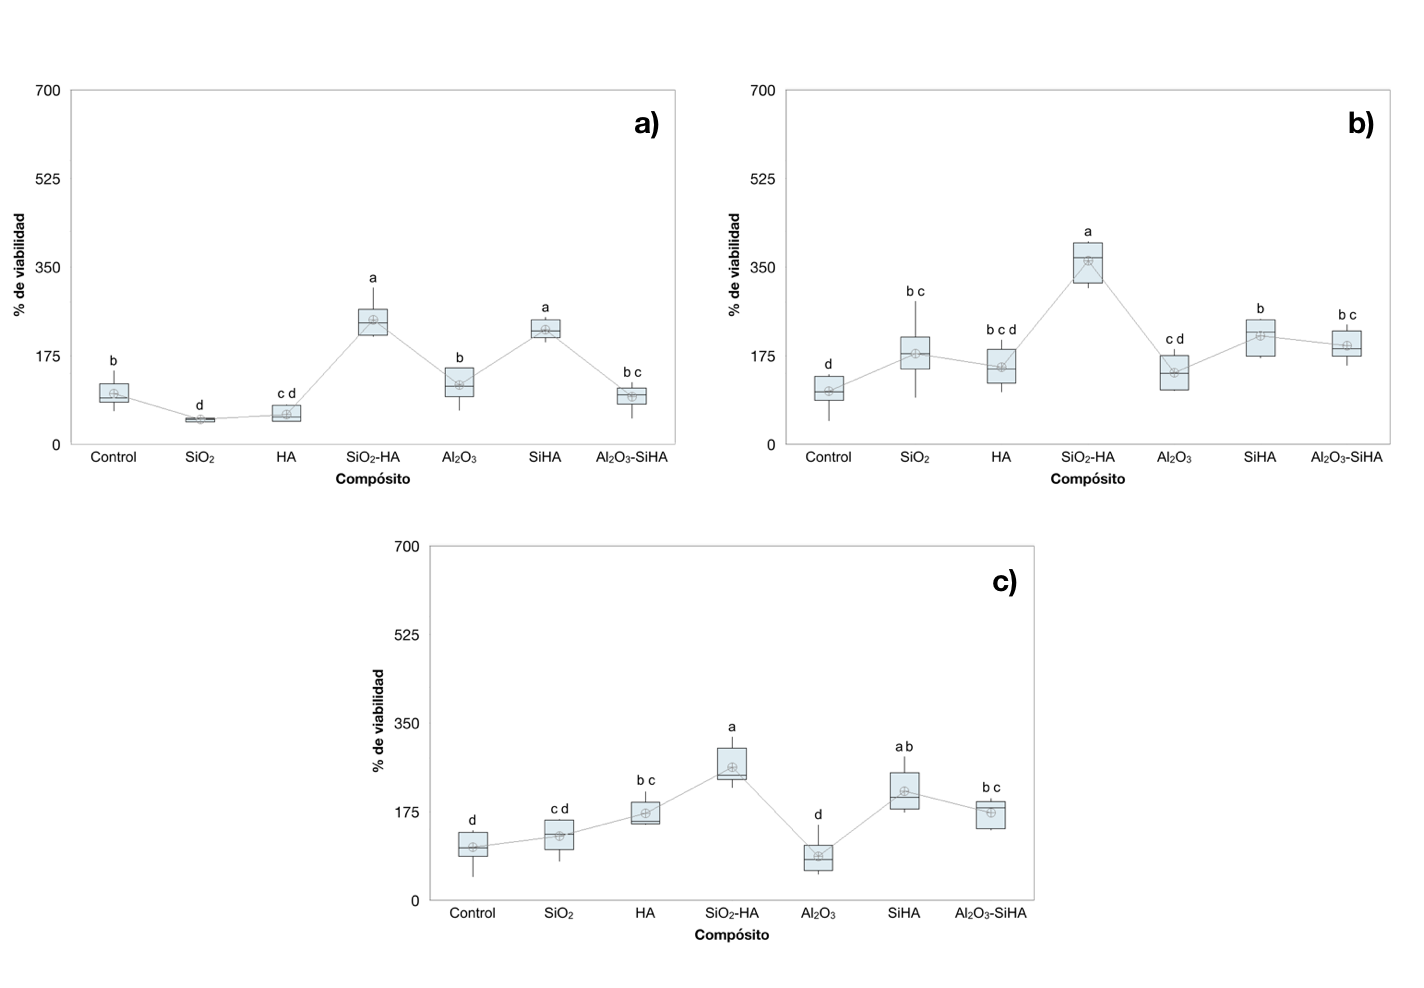 a)
700
525
350
175
0
% de viabilidad
b
d
c d
a
b
a
b c
Control SiO₂ HA SiO₂-HA Al₂O₃ SiHA Al₂O₃-SiHA
Compósito
b)
700
525
350
175
0
% de viabilidad
d
b c
b c d
a
c d
b
b c
Control SiO₂ HA SiO₂-HA Al₂O₃ SiHA Al₂O₃-SiHA
Compósito
c)
700
525
350
175
0
% de viabilidad
d
c d
b c
a
d
a b
b c
Control SiO₂ HA SiO₂-HA Al₂O₃ SiHA Al₂O₃-SiHA
Compósito